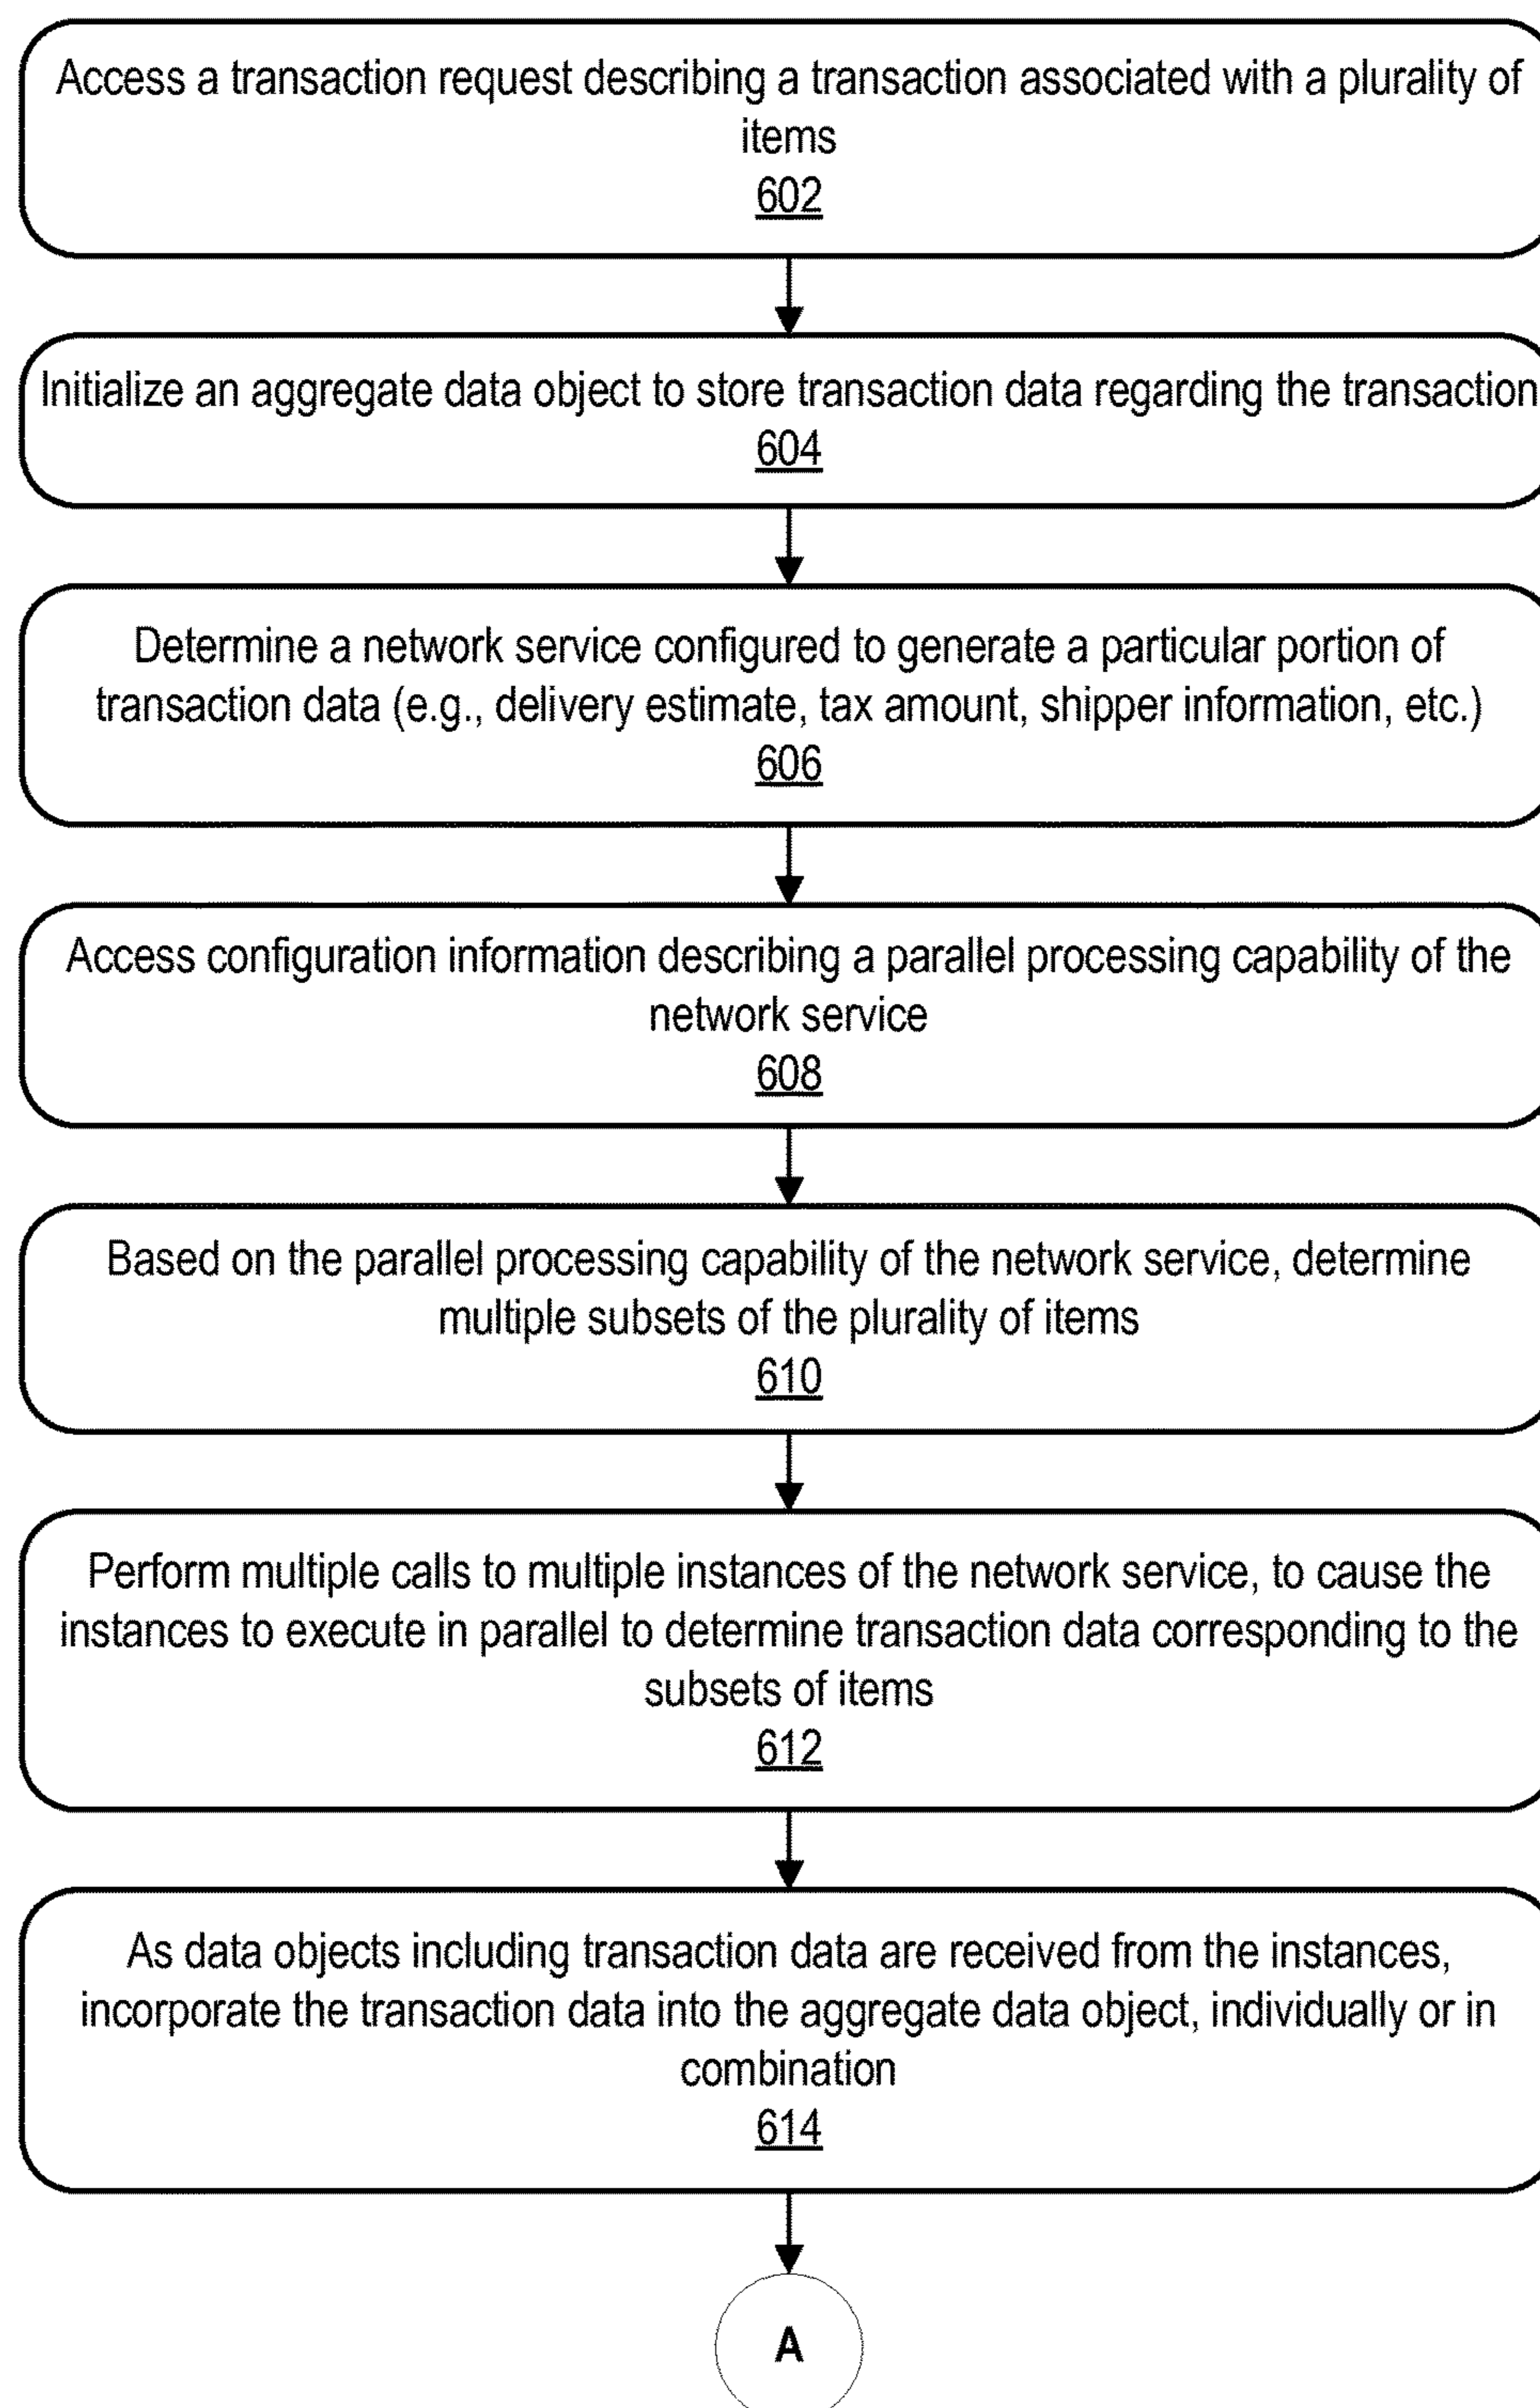 Access a transaction request describing a transaction associated with a plurality of
items
602
Initialize an aggregate data object to store transaction data regarding the transaction
604
Determine a network service configured to generate a particular portion of
transaction data (e.g., delivery estimate, tax amount, shipper information, etc.)
606
Access configuration information describing a parallel processing capability of the
network service
608
Based on the parallel processing capability of the network service, determine
multiple subsets of the plurality of items
610
Perform multiple calls to multiple instances of the network service, to cause the
instances to execute in parallel to determine transaction data corresponding to the
subsets of items
612
As data objects including transaction data are received from the instances,
incorporate the transaction data into the aggregate data object, individually or in
combination
614
A